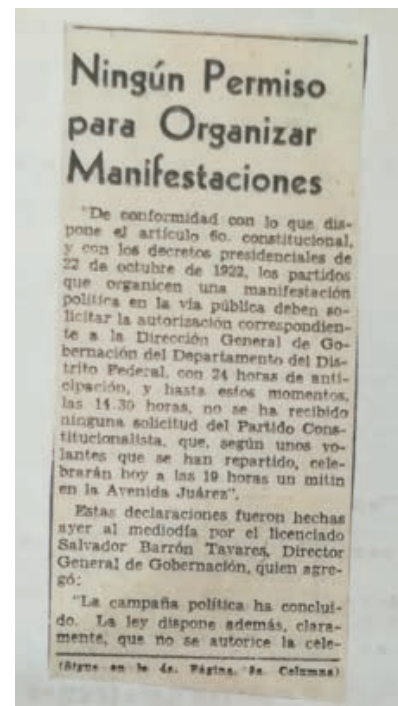 Ningún Permiso
para Organizar
Manifestaciones
"De conformidad con lo que dis-
pone el artículo 6o. constitucional,
y con los decretos presidenciales de
22 de octubre de 1922, los partidos
que organicen una manifestación
política en la vía pública deben so-
licitar la autorización correspondien-
te a la Dirección General de Go-
bernación del Departamento del Dis-
trito Federal, con 24 horas de anti-
cipación, y hasta estos momentos,
las 14.30 horas, no se ha recibido
ninguna solicitud del Partido Cons-
titucionalista, que, según unos vo-
lantes que se han repartido, cele-
brarán hoy a las 19 horas un mitin
en la Avenida Juárez".
Estas declaraciones fueron hechas
ayer al mediodía por el licenciado
Salvador Barrón Tavares, Director
General de Gobernación, quien agre-
gó:
"La campaña política ha conclui-
do. La ley dispone además, clara-
mente, que no se autorice la cele-
(Sigue en la 4a. Página, 8a. Columna)